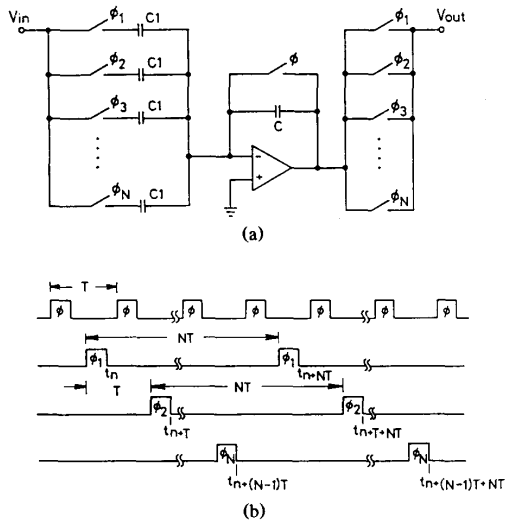 Vin
ϕ1
C1
ϕ1
Vout
ϕ2
C1
ϕ
ϕ2
ϕ3
C1
C
ϕ3
-
+
ϕN
C1
ϕN
(a)
T
ϕ ϕ ϕ ϕ ϕ ϕ ϕ
NT
ϕ1 tn ϕ1 tn+NT
T NT
ϕ2 ϕ2
tn+T tn+T+NT
ϕN ϕN
tn+(N-1)T tn+(N-1)T+NT
(b)